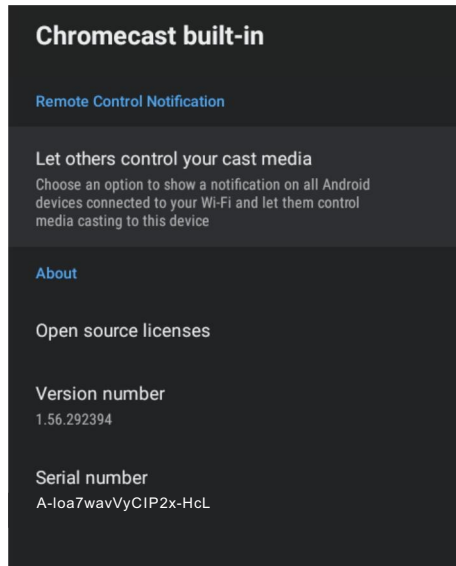 Chromecast built-in
Remote Control Notification
Let others control your cast media
Choose an option to show a notification on all Android
devices connected to your Wi-Fi and let them control
media casting to this device
About
Open source licenses
Version number
1.56.292394
Serial number
A-loa7wavVyCIP2x-HcL